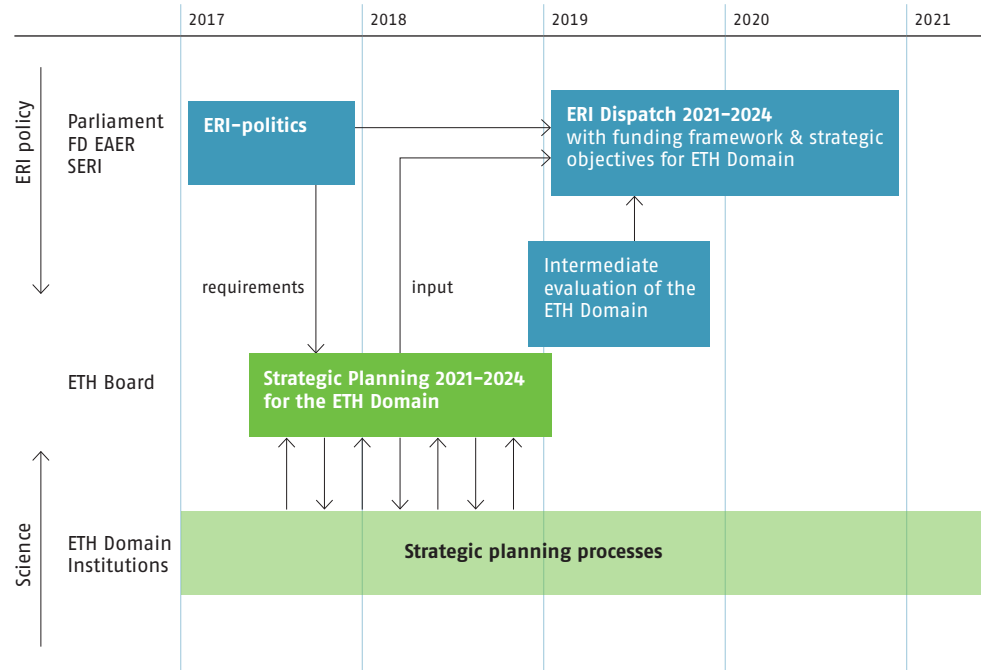 2017 2018 2019 2020 2021
ERI policy
Parliament
FD EAER
SERI
ERI–politics
ERI Dispatch 2021–2024
with funding framework & strategic
objectives for ETH Domain
Intermediate
evaluation of the
ETH Domain
requirements
input
ETH Board
Strategic Planning 2021–2024
for the ETH Domain
Science
ETH Domain
Institutions
Strategic planning processes